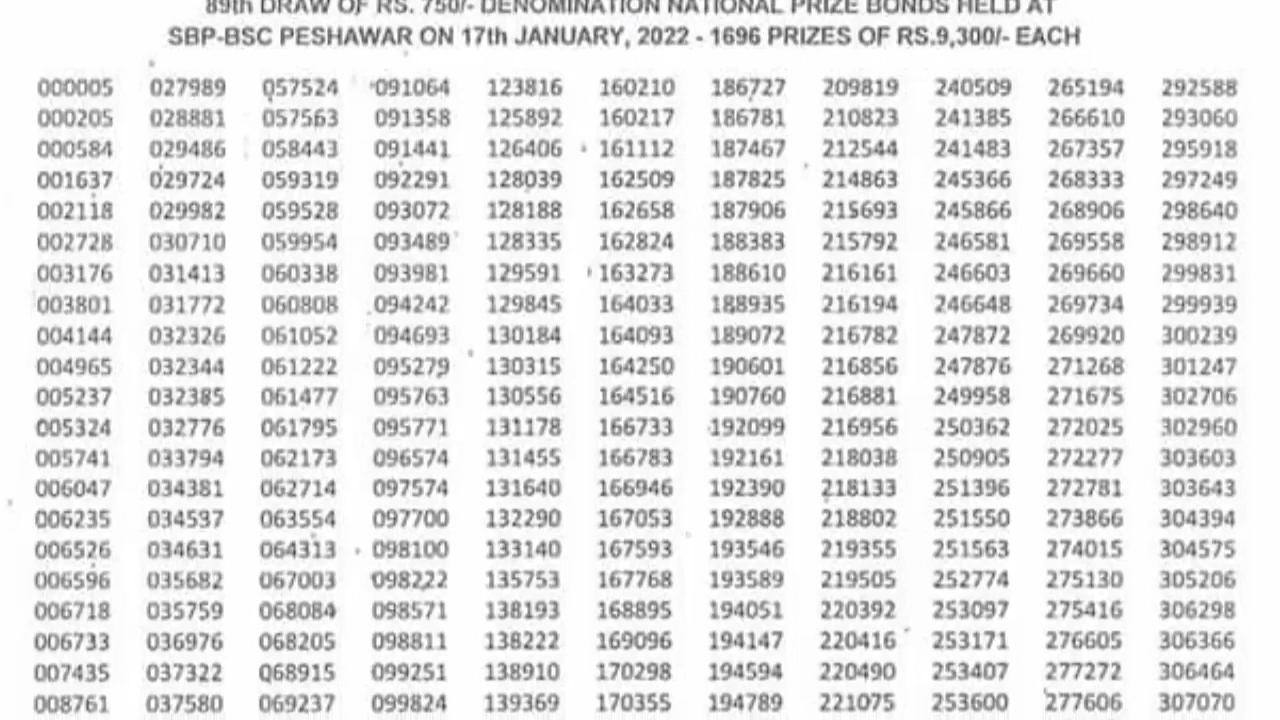 89th DRAW OF RS. 750/- DENOMINATION NATIONAL PRIZE BONDS HELD AT
SBP-BSC PESHAWAR ON 17th JANUARY, 2022 - 1696 PRIZES OF RS.9,300/- EACH
000005 027989 057524 091064 123816 160210 186727 209819 240509 265194 292588
000205 028881 057563 091358 125892 160217 186781 210823 241385 266610 293060
000584 029486 058443 091441 126406 161112 187467 212544 241483 267357 295918
001637 029724 059319 092291 128039 162509 187825 214863 245366 268333 297249
002118 029982 059528 093072 128188 162658 187906 215693 245866 268906 298640
002728 030710 059954 093489 128335 162824 188383 215792 246581 269558 298912
003176 031413 060338 093981 129591 163273 188610 216161 246603 269660 299831
003801 031772 060808 094242 129845 164033 188935 216194 246648 269734 299939
004144 032326 061052 094693 130184 164093 189072 216782 247872 269920 300239
004965 032344 061222 095279 130315 164250 190601 216856 247876 271268 301247
005237 032385 061477 095763 130556 164516 190760 216881 249958 271675 302706
005324 032776 061795 095771 131178 166733 192099 216956 250362 272025 302960
005741 033794 062173 096574 131455 166783 192161 218038 250905 272277 303603
006047 034381 062714 097574 131640 166946 192390 218133 251396 272781 303643
006235 034537 063554 097700 132290 167053 192888 218802 251550 273866 304394
006526 034631 064313 098100 133140 167593 193546 219355 251563 274015 304575
006596 035682 067003 098222 135753 167768 193589 219505 252774 275130 305206
006718 035759 068084 098571 138193 168895 194051 220392 253097 275416 306298
006733 036976 068205 098811 138222 169096 194147 220416 253171 276605 306366
007435 037322 068915 099251 138910 170298 194594 220490 253407 277272 306464
008761 037580 069237 099824 139369 170355 194789 221075 253600 277606 307070